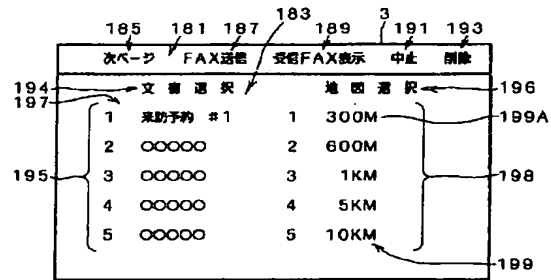 185 181 187 183 189 3 191 193
次ページ FAX送信 受信FAX表示 中止 削除
194 文書選択 地図選択 196
197
1 来訪予約 #1 1 300M 199A
2 ○○○○○ 2 600M
195 3 ○○○○○ 3 1KM 198
4 ○○○○○ 4 5KM
5 ○○○○○ 5 10KM
199